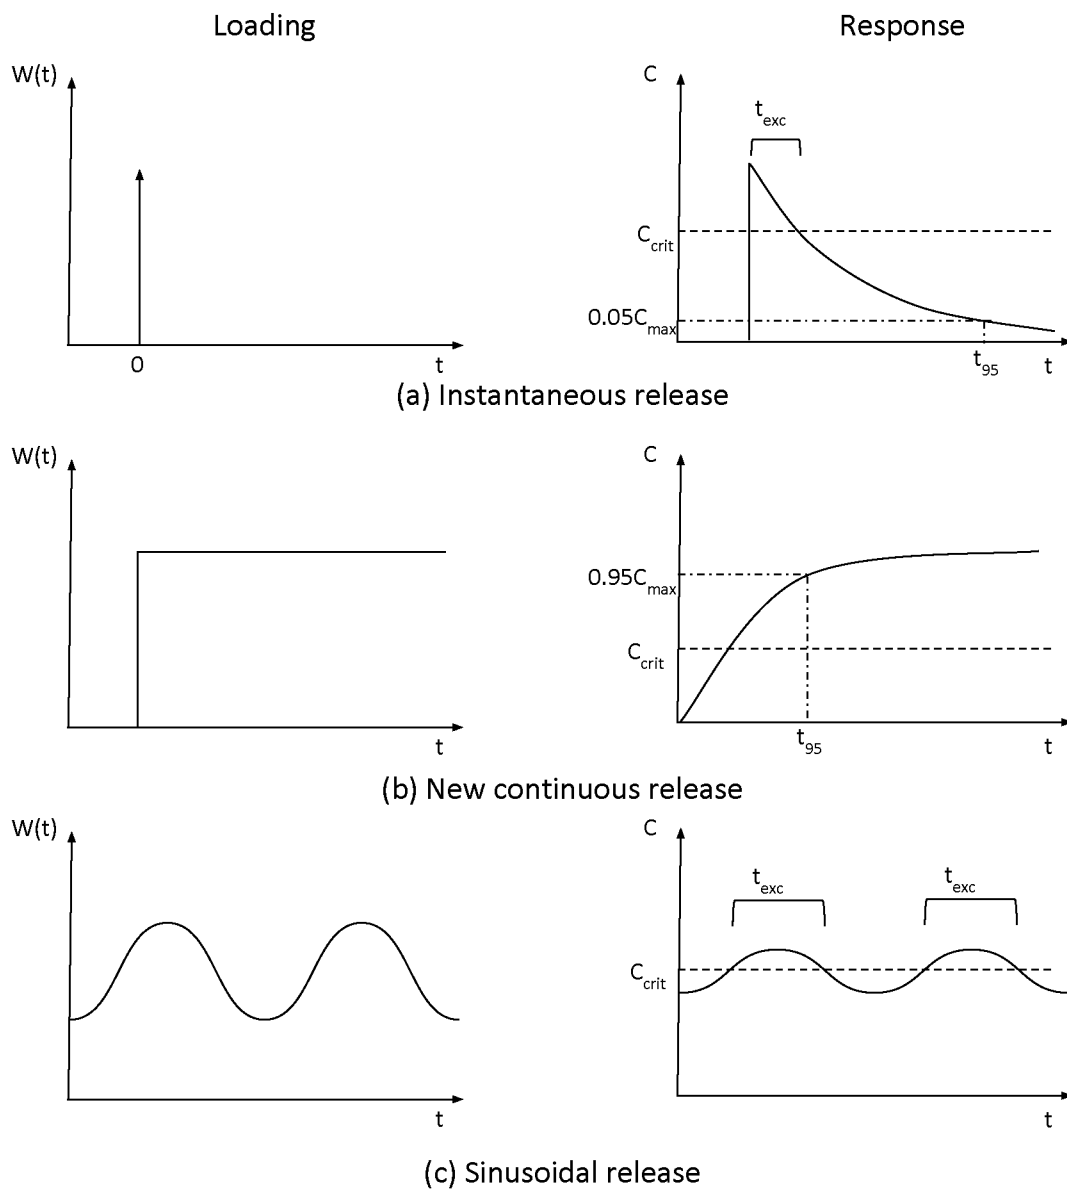 Loading
Response
W(t)
C
t_exc
C_crit
0.05C_max
0
t
t_95
t
(a) Instantaneous release
W(t)
C
0.95C_max
C_crit
t
t_95
t
(b) New continuous release
W(t)
C
t_exc
t_exc
C_crit
t
t
(c) Sinusoidal release